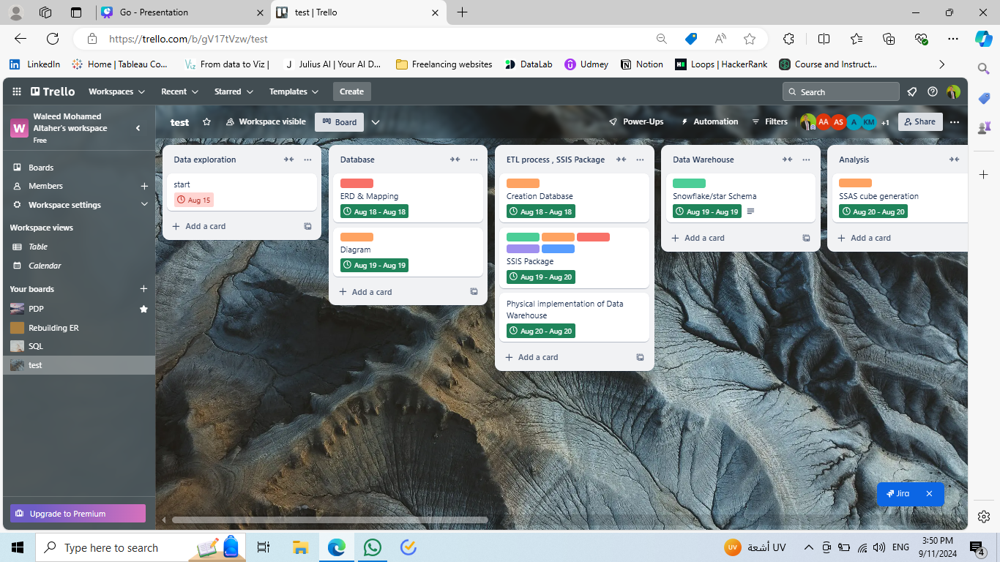 Go - Presentation
test | Trello
https://trello.com/b/gV17tVzw/test
LinkedIn
Home | Tableau Co...
From data to Viz |
Julius AI | Your AI D...
Freelancing websites
DataLab
Udmey
Notion
Loops | HackerRank
Course and Instruct...
Trello
Workspaces
Recent
Starred
Templates
Create
Search
W
Waleed Mohamed
Altaher's workspace
Free
test
Workspace visible
Board
Power-Ups
Automation
Filters
AA
AS
A
KM
+1
Share
Boards
Members
Workspace settings
Workspace views
Table
Calendar
Your boards
PDP
Rebuilding ER
SQL
test
Upgrade to Premium
Data exploration
start
Aug 15
Add a card
Database
ERD & Mapping
Aug 18 - Aug 18
Diagram
Aug 19 - Aug 19
Add a card
ETL process , SSIS Package
Creation Database
Aug 18 - Aug 18
SSIS Package
Aug 19 - Aug 20
Physical implementation of Data
Warehouse
Aug 20 - Aug 20
Add a card
Data Warehouse
Snowflake/star Schema
Aug 19 - Aug 19
Add a card
Analysis
SSAS cube generation
Aug 20 - Aug 20
Add a card
Jira
Type here to search
UV
أشعة UV
ENG
3:50 PM
9/11/2024
4